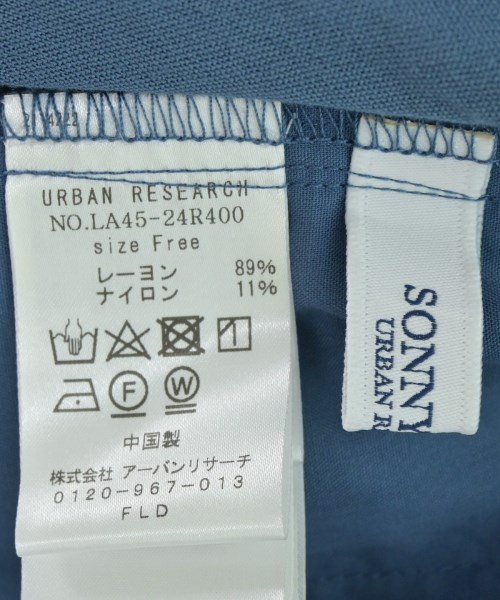 URBAN RESEARCH
NO.LA45-24R400
size Free
レーヨン 89%
ナイロン 11%
F W
中国製
株式会社 アーバンリサーチ
0120-967-013
FLD
SONNY
URBAN R